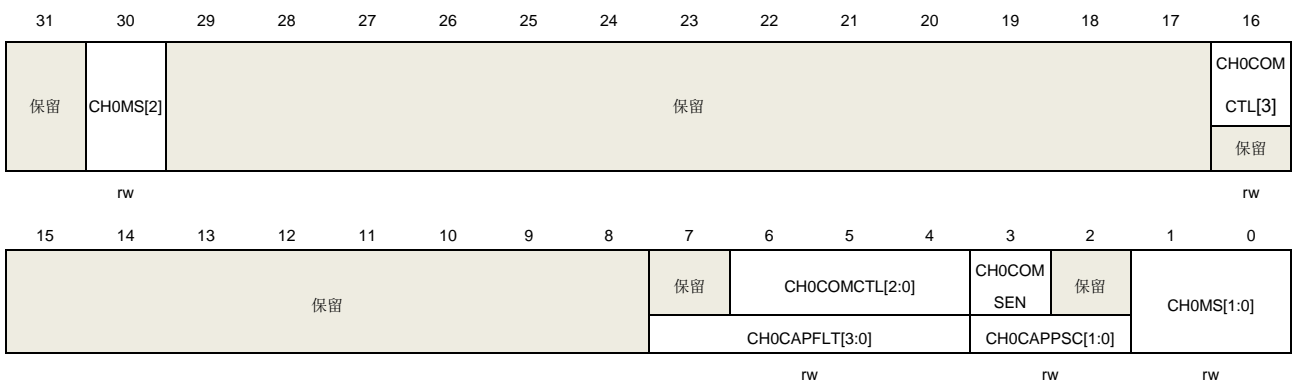 31 30 29 28 27 26 25 24 23 22 21 20 19 18 17 16
保留 CH0MS[2] 保留 CH0COM
CTL[3]
保留
rw rw
15 14 13 12 11 10 9 8 7 6 5 4 3 2 1 0
保留 保留 CH0COMCTL[2:0] CH0COM
SEN 保留 CH0MS[1:0]
CH0CAPFLT[3:0] CH0CAPPSC[1:0]
rw rw rw